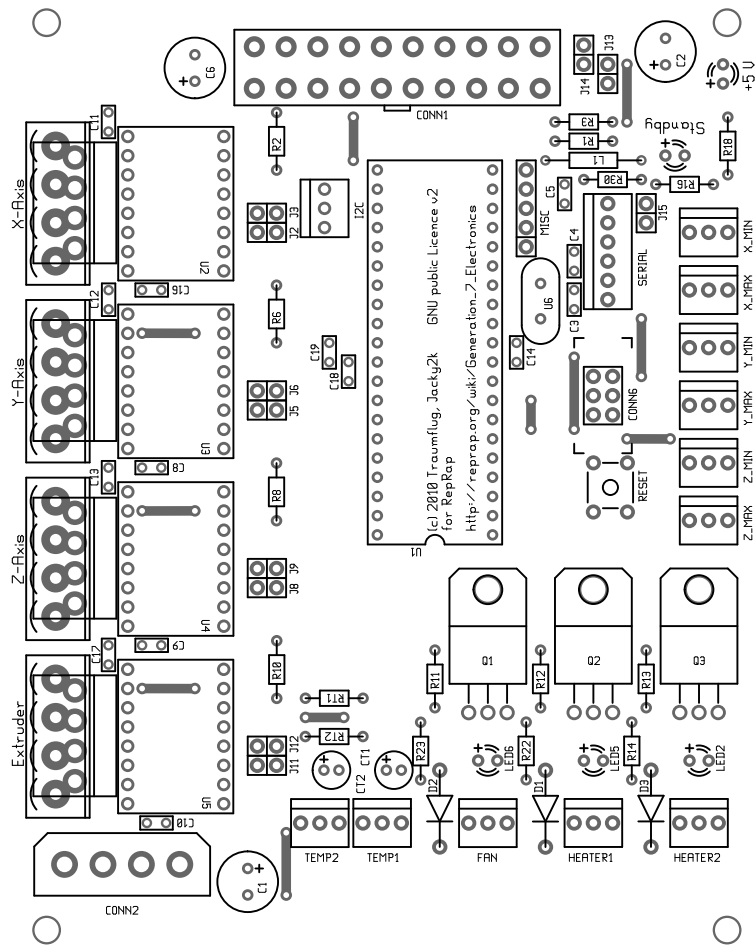 C6
CONN1
J13
J14
C2
+5 V
Standby
C11
R2
R3
R1
L1
R30
R16
R18
X-Axis
U2
J3
J2
I2C
MISC
C5
J15
C4
SERIAL
X_MIN
C16
C12
R6
GNU public Licence v2
(c) 2010 Traumflug, Jacky2k
for RepRap
http://reprap.org/wiki/Generation_7_Electronics
U6
C3
X_MAX
Y-Axis
U3
C19
C18
J6
J5
C14
CONN6
Y_MIN
Y_MAX
C13
C8
R8
RESET
Z_MIN
Z_MAX
Z-Axis
U4
U1
J9
J8
C17
C9
R10
Q1
Q2
Q3
R11
R12
R13
Extruder
U5
RT1
RT2
J12
J11
CT2
CT1
R23
LED6
R22
LED5
R14
LED2
D2
D1
D3
C10
TEMP2
TEMP1
FAN
HEATER1
HEATER2
CONN2
C1